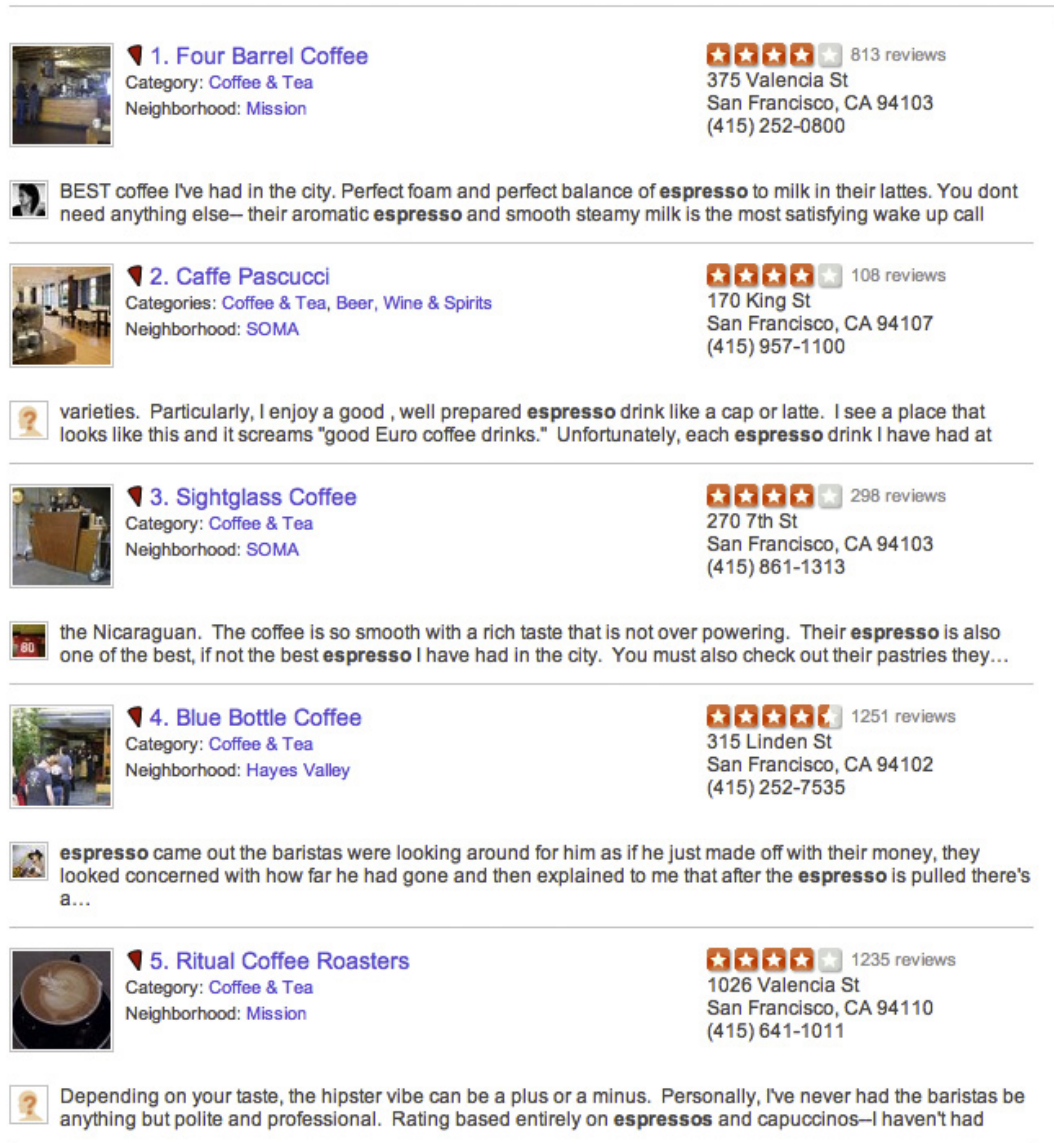 1. Four Barrel Coffee
Category: Coffee & Tea
Neighborhood: Mission
813 reviews
375 Valencia St
San Francisco, CA 94103
(415) 252-0800
BEST coffee I've had in the city. Perfect foam and perfect balance of espresso to milk in their lattes. You dont
need anything else-- their aromatic espresso and smooth steamy milk is the most satisfying wake up call
2. Caffe Pascucci
Categories: Coffee & Tea, Beer, Wine & Spirits
Neighborhood: SOMA
108 reviews
170 King St
San Francisco, CA 94107
(415) 957-1100
varieties. Particularly, I enjoy a good , well prepared espresso drink like a cap or latte. I see a place that
looks like this and it screams "good Euro coffee drinks." Unfortunately, each espresso drink I have had at
3. Sightglass Coffee
Category: Coffee & Tea
Neighborhood: SOMA
298 reviews
270 7th St
San Francisco, CA 94103
(415) 861-1313
80
the Nicaraguan. The coffee is so smooth with a rich taste that is not over powering. Their espresso is also
one of the best, if not the best espresso I have had in the city. You must also check out their pastries they...
4. Blue Bottle Coffee
Category: Coffee & Tea
Neighborhood: Hayes Valley
1251 reviews
315 Linden St
San Francisco, CA 94102
(415) 252-7535
espresso came out the baristas were looking around for him as if he just made off with their money, they
looked concerned with how far he had gone and then explained to me that after the espresso is pulled there's
a...
5. Ritual Coffee Roasters
Category: Coffee & Tea
Neighborhood: Mission
1235 reviews
1026 Valencia St
San Francisco, CA 94110
(415) 641-1011
Depending on your taste, the hipster vibe can be a plus or a minus. Personally, I've never had the baristas be
anything but polite and professional. Rating based entirely on espressos and capuccinos--I haven't had